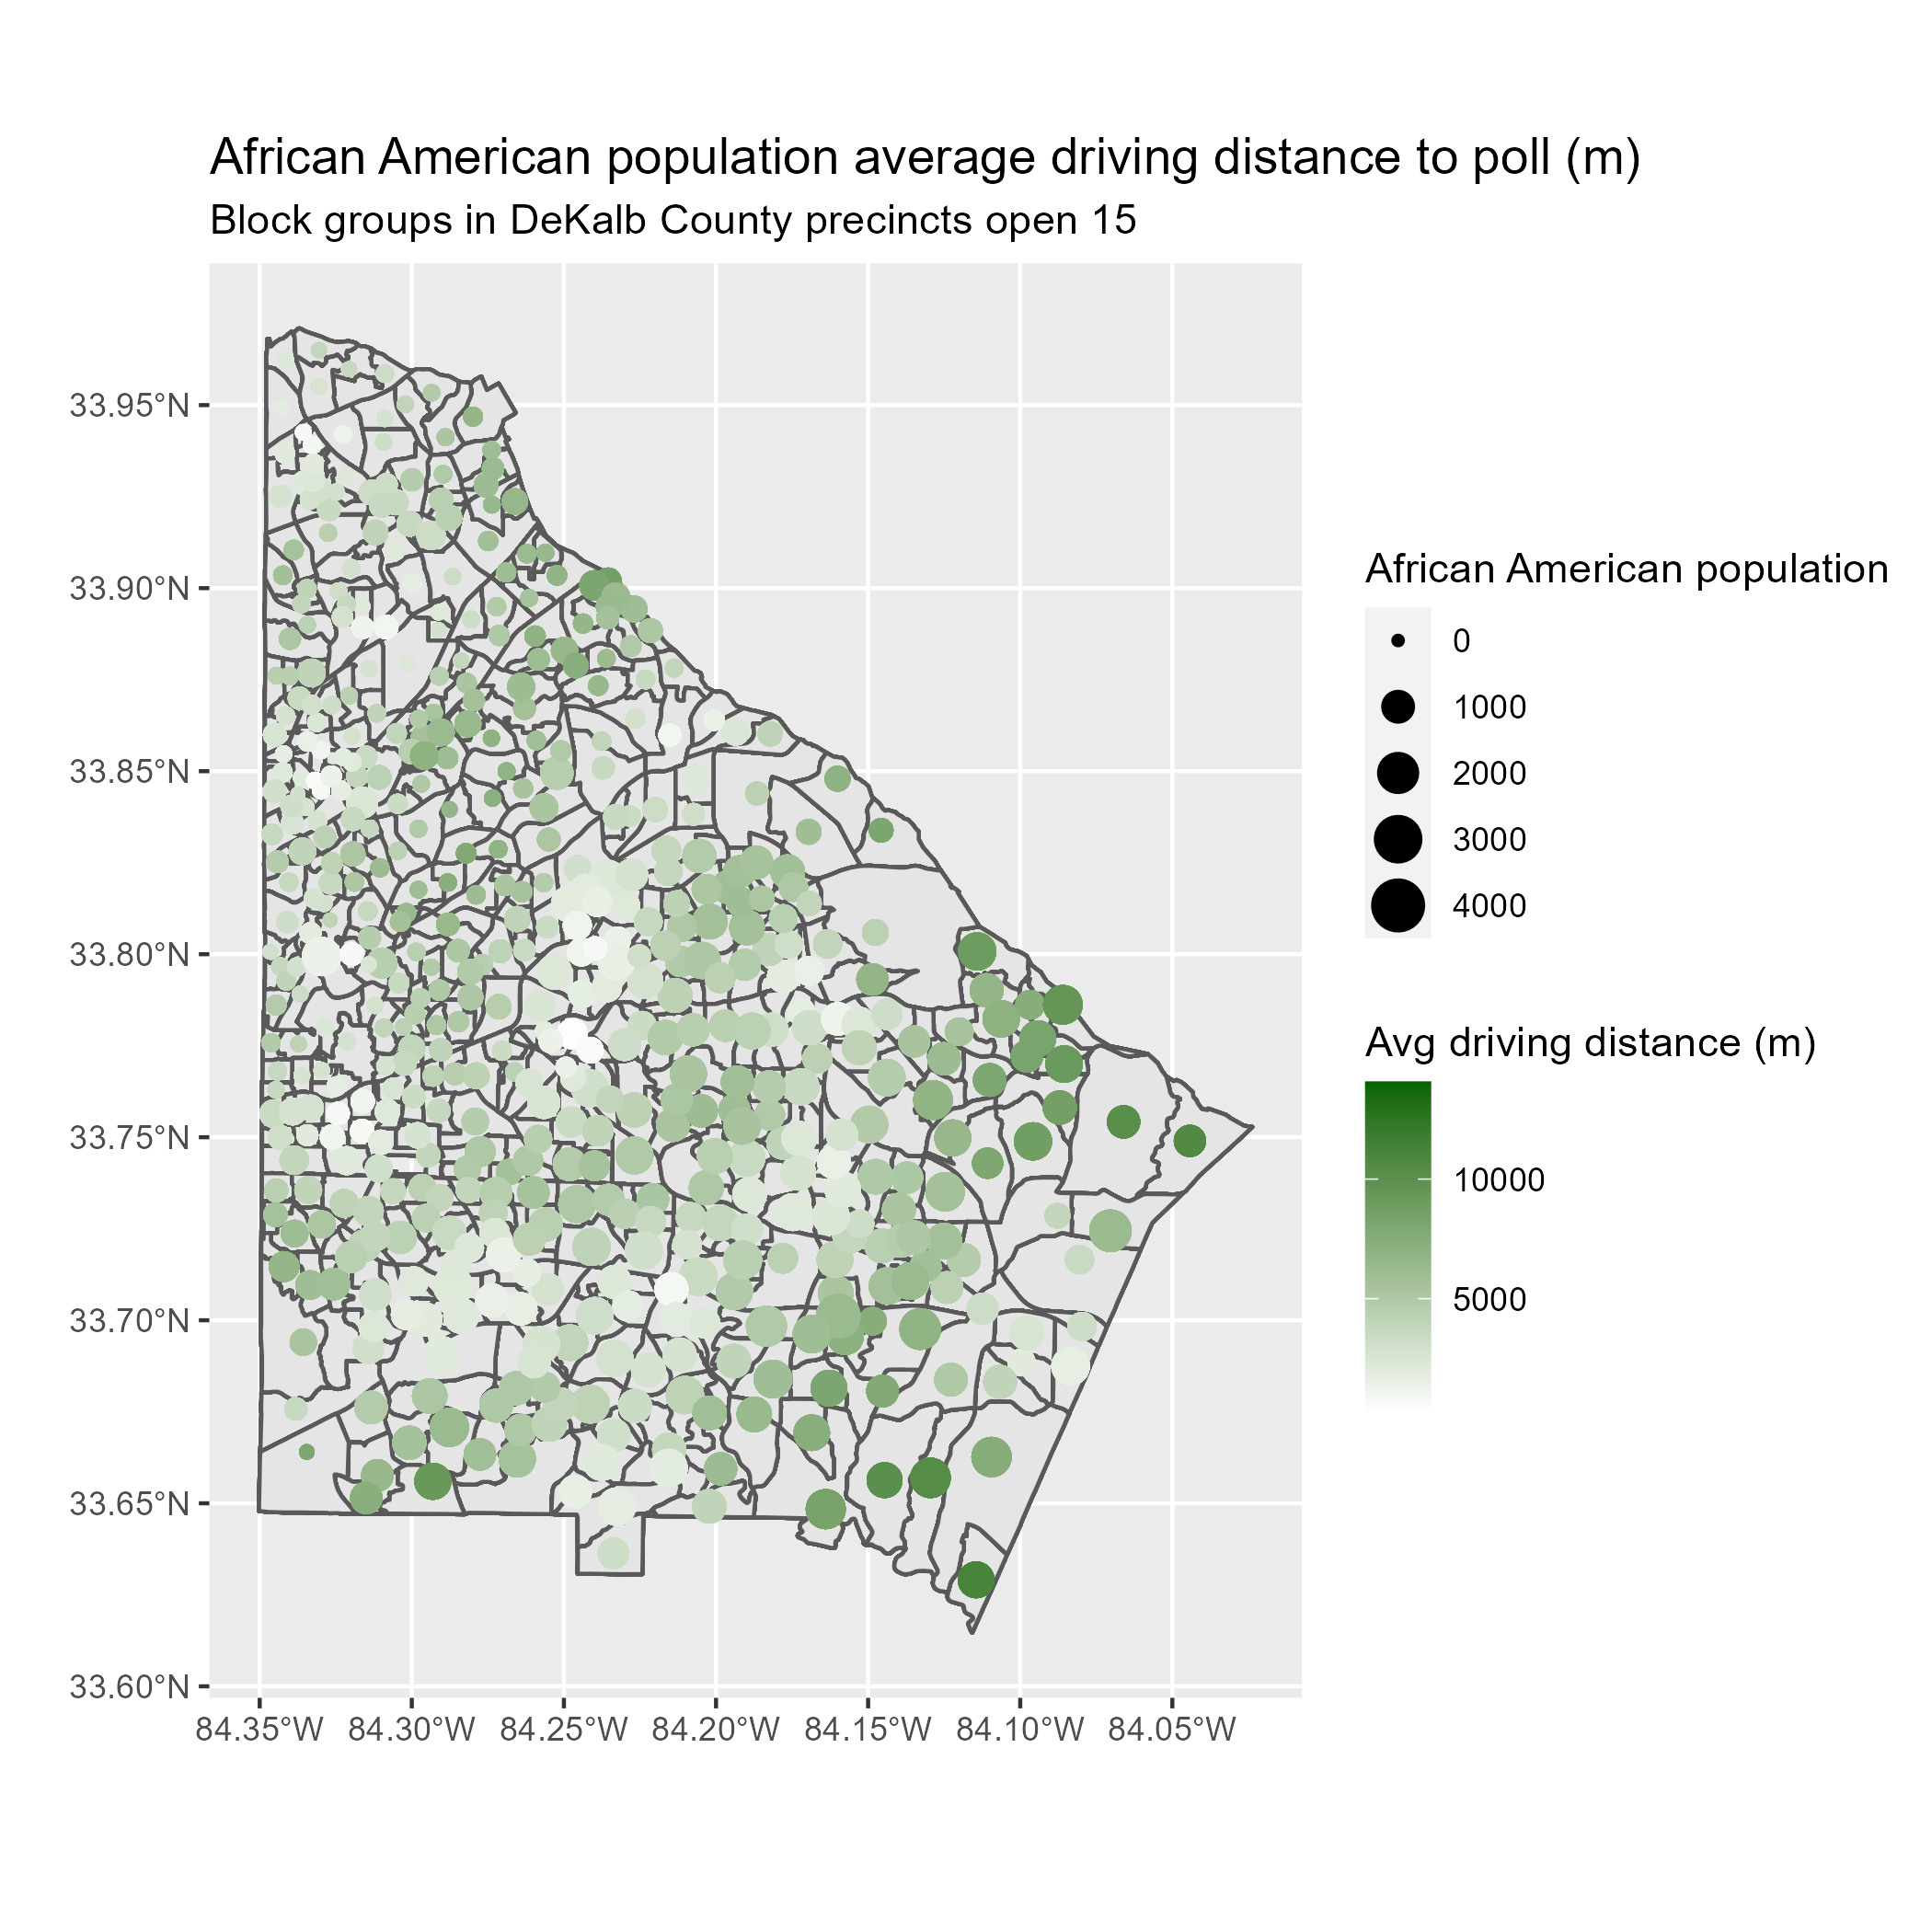 African American population average driving distance to poll (m)
Block groups in DeKalb County precincts open 15
33.95°N
33.90°N
33.85°N
33.80°N
33.75°N
33.70°N
33.65°N
33.60°N
84.35°W 84.30°W 84.25°W 84.20°W 84.15°W 84.10°W 84.05°W
African American population
0
1000
2000
3000
4000
Avg driving distance (m)
10000
5000